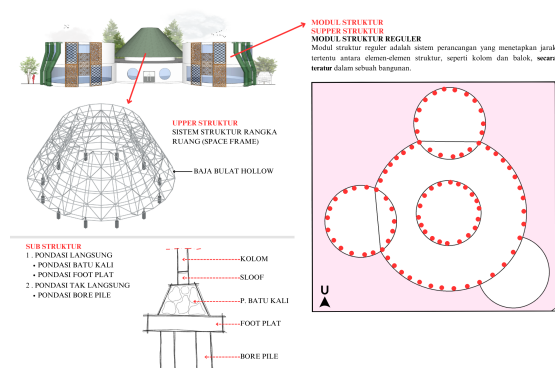 MODUL STRUKTUR
SUPPER STRUKTUR
MODUL STRUKTUR REGULER
Modul struktur reguler adalah sistem perancangan yang menetapkan jarak
tertentu antara elemen-elemen struktur, seperti kolom dan balok, secara
teratur dalam sebuah bangunan.
UPPER STRUKTUR
SISTEM STRUKTUR RANGKA
RUANG (SPACE FRAME)
BAJA BULAT HOLLOW
SUB STRUKTUR
1 . PONDASI LANGSUNG
• PONDASI BATU KALI
• PONDASI FOOT PLAT
2 . PONDASI TAK LANGSUNG
• PONDASI BORE PILE
KOLOM
SLOOF
P. BATU KALI
FOOT PLAT
BORE PILE
U